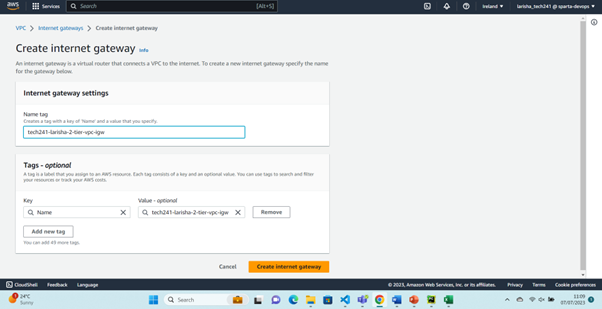 aws
Services
Search
[Alt+S]
Ireland
larisha_tech241 @ sparta-devops
VPC
Internet gateways
Create internet gateway
Create internet gateway Info
An internet gateway is a virtual router that connects a VPC to the internet. To create a new internet gateway specify the name
for the gateway below.
Internet gateway settings
Name tag
Creates a tag with a key of 'Name' and a value that you specify.
tech241-larisha-2-tier-vpc-igw
Tags - optional
A tag is a label that you assign to an AWS resource. Each tag consists of a key and an optional value. You can use tags to search and filter
your resources or track your AWS costs.
Key
Value - optional
Name
tech241-larisha-2-tier-vpc-igw
Remove
Add new tag
You can add 49 more tags.
Cancel
Create internet gateway
CloudShell
Feedback
Language
© 2023, Amazon Web Services, Inc. or its affiliates.
Privacy
Terms
Cookie preferences
24°C
Sunny
Search
11:09
07/07/2023